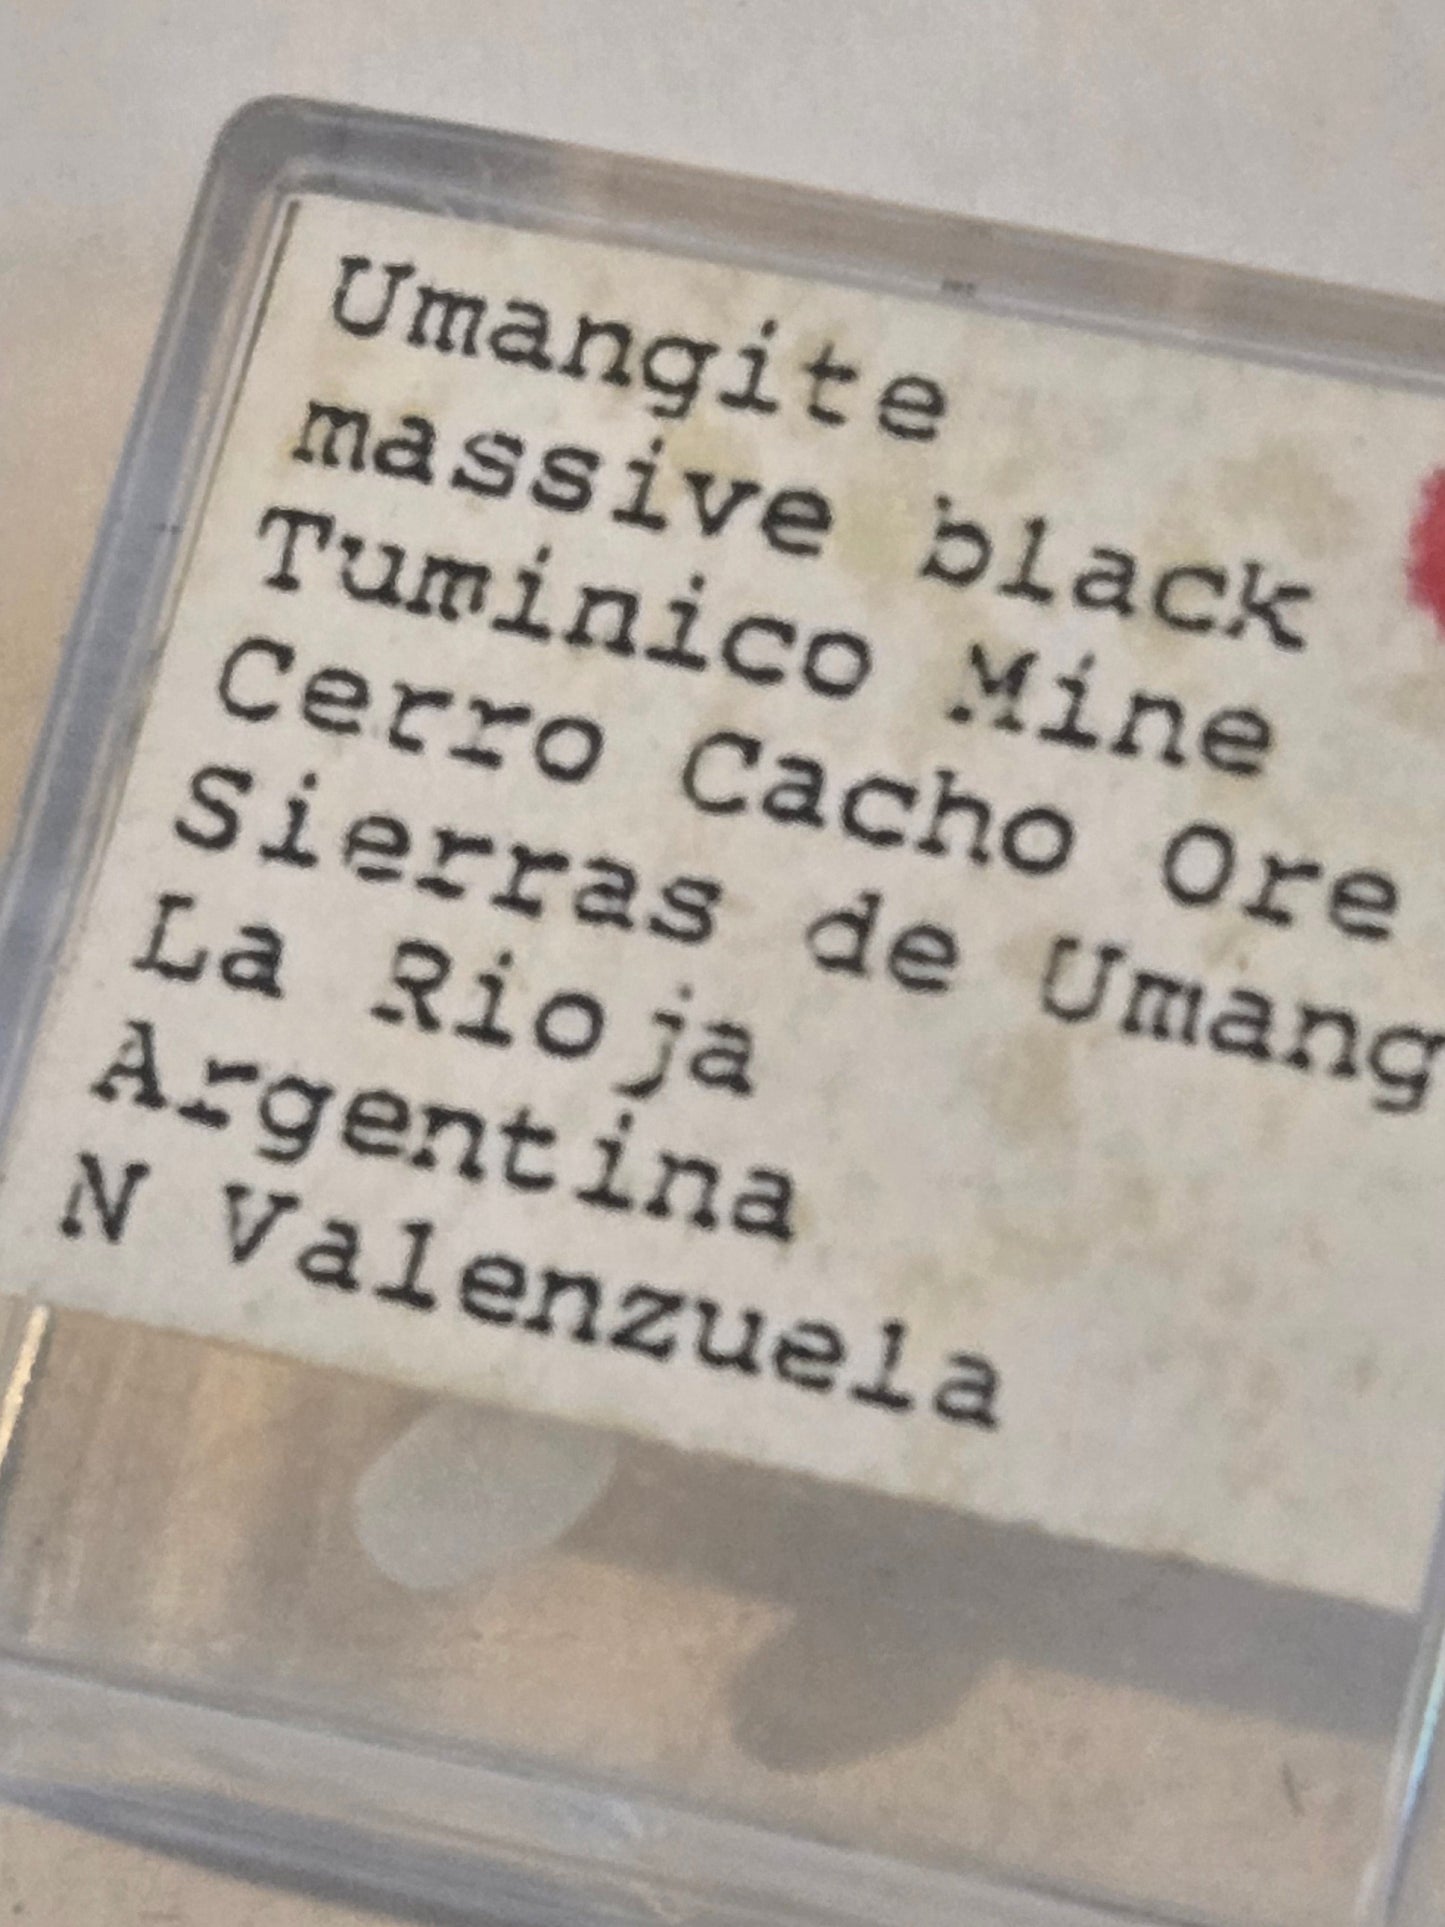 Umangite
massive black
Tuminico Mine
Cerro Cacho Ore
Sierras de Umang
La Rioja
Argentina
N Valenzuela